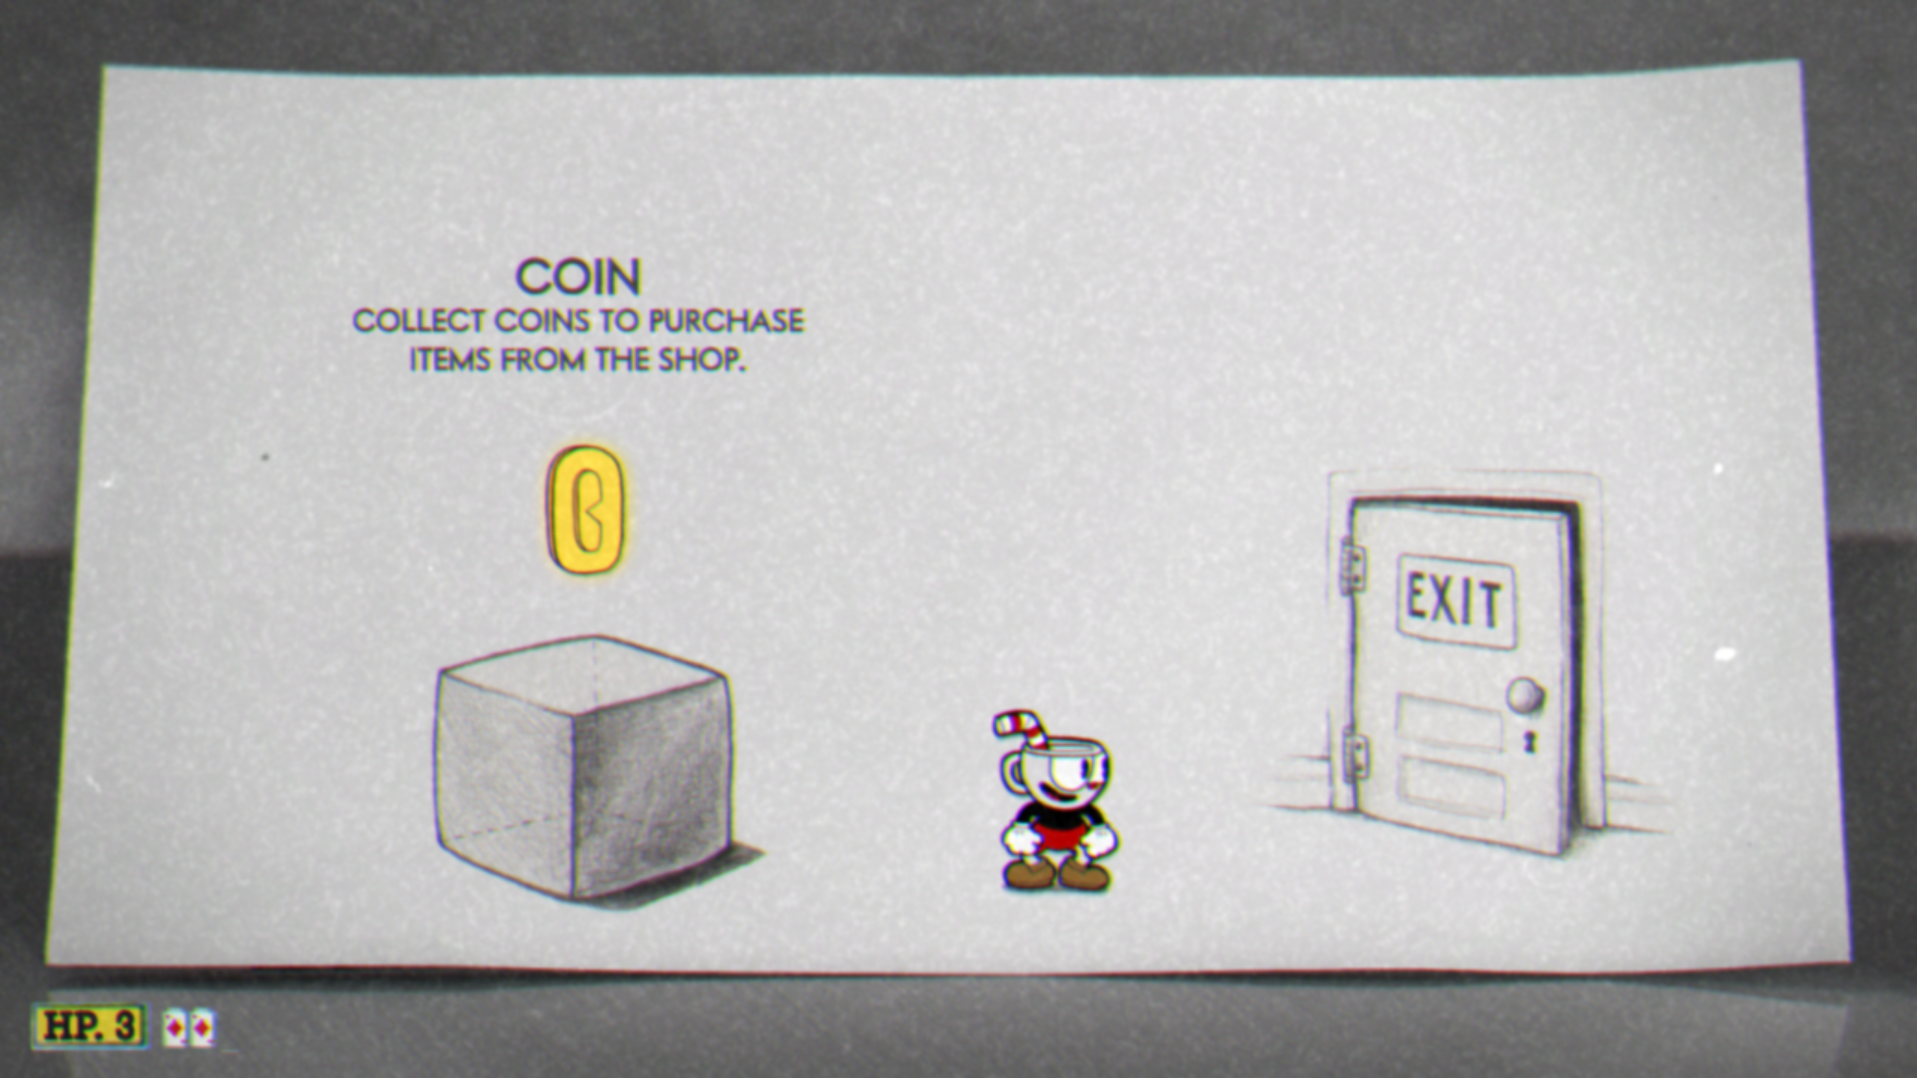 COIN
COLLECT COINS TO PURCHASE
ITEMS FROM THE SHOP.
EXIT
HP. 3